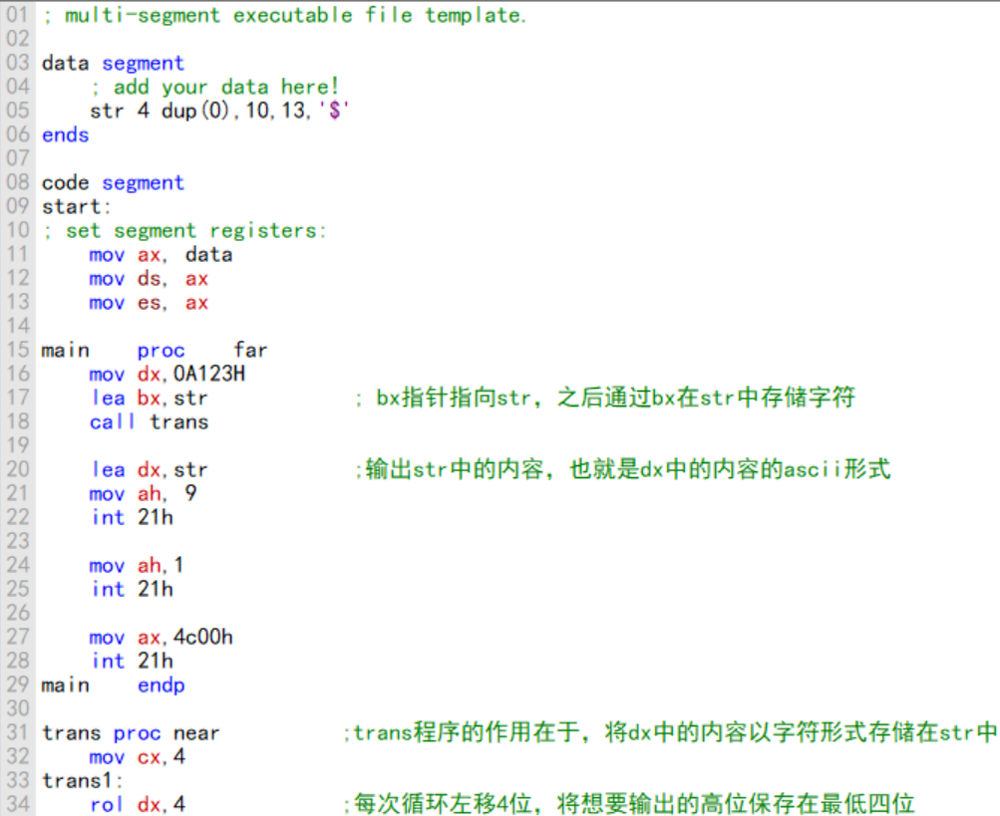 01 ; multi-segment executable file template.
02
03 data segment
04     ; add your data here!
05     str 4 dup(0),10,13,'$'
06 ends
07
08 code segment
09 start:
10 ; set segment registers:
11     mov ax, data
12     mov ds, ax
13     mov es, ax
14
15 main    proc    far
16     mov dx,0A123H
17     lea bx,str            ; bx指针指向str，之后通过bx在str中存储字符
18     call trans
19
20     lea dx,str            ;输出str中的内容，也就是dx中的内容的ascii形式
21     mov ah, 9
22     int 21h
23
24     mov ah,1
25     int 21h
26
27     mov ax,4c00h
28     int 21h
29 main    endp
30
31 trans proc near          ;trans程序的作用在于，将dx中的内容以字符形式存储在str中
32     mov cx,4
33 trans1:
34     rol dx,4             ;每次循环左移4位，将想要输出的高位保存在最低四位